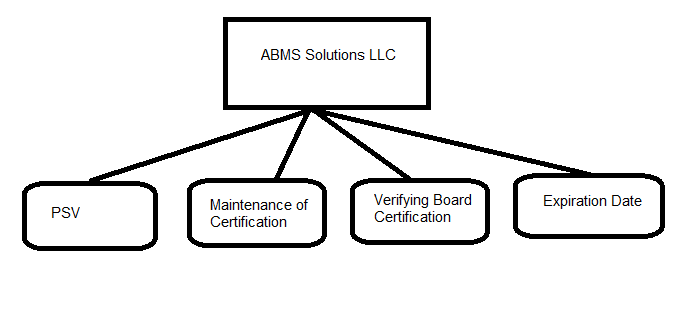 ABMS Solutions LLC
PSV
Maintenance of
Certification
Verifying Board
Certification
Expiration Date